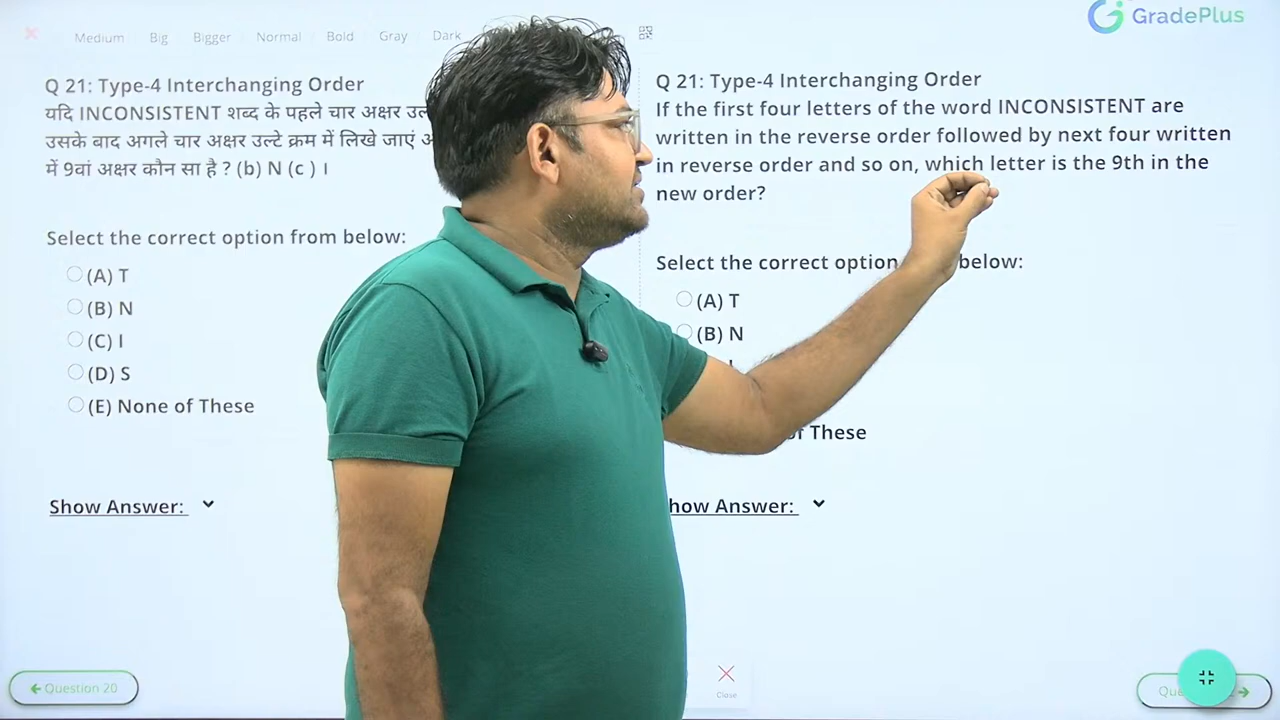 Medium Big Bigger Normal Bold Gray Dark
GradePlus
Q 21: Type-4 Interchanging Order
यदि INCONSISTENT शब्द के पहले चार अक्षर
उसके बाद अगले चार अक्षर उल्टे क्रम में लिखे जाएं
में 9वां अक्षर कौन सा है ? (b) N (c ) ।
Select the correct option from below:
(A) T
(B) N
(C) I
(D) S
(E) None of These
Show Answer:
Q 21: Type-4 Interchanging Order
If the first four letters of the word INCONSISTENT are
written in the reverse order followed by next four written
in reverse order and so on, which letter is the 9th in the
new order?
Select the correct option below:
(A) T
(B) N
These
Show Answer:
Question 20
Close